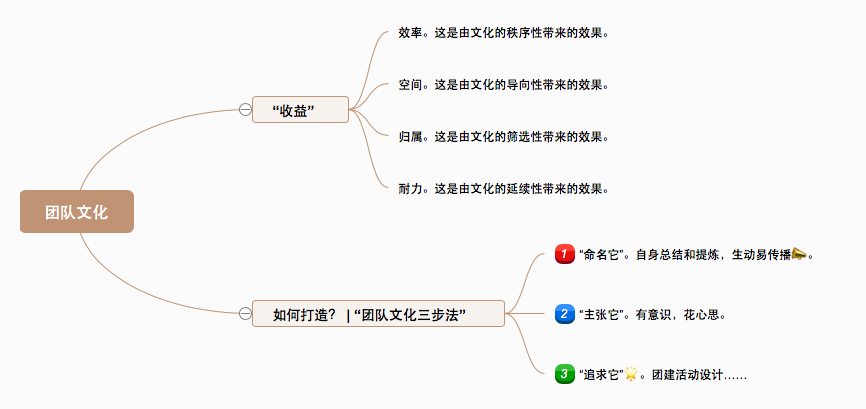 团队文化
“收益”
效率。这是由文化的秩序性带来的效果。
空间。这是由文化的导向性带来的效果。
归属。这是由文化的筛选性带来的效果。
耐力。这是由文化的延续性带来的效果。
如何打造？ | “团队文化三步法”
1 “命名它”。自身总结和提炼，生动易传播📣。
2 “主张它”。有意识，花心思。
3 “追求它”🌟。团建活动设计……